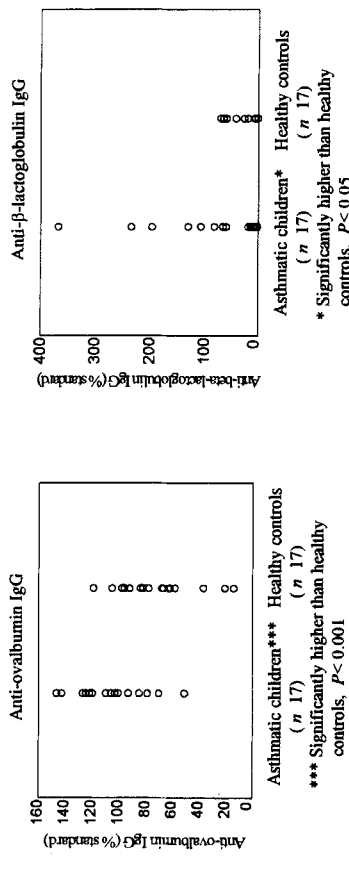 Anti-ovalbumin IgG
Anti-ovalbumin IgG (% standard)
160
140
120
100
80
60
40
20
0
Asthmatic children*** Healthy controls
( n 17) ( n 17)
*** Significantly higher than healthy
controls, P< 0.001
Anti-β-lactoglobulin IgG
Anti-beta-lactoglobulin IgG (% standard)
400
300
200
100
0
Asthmatic children* Healthy controls
( n 17) ( n 17)
* Significantly higher than healthy
controls, P< 0.05